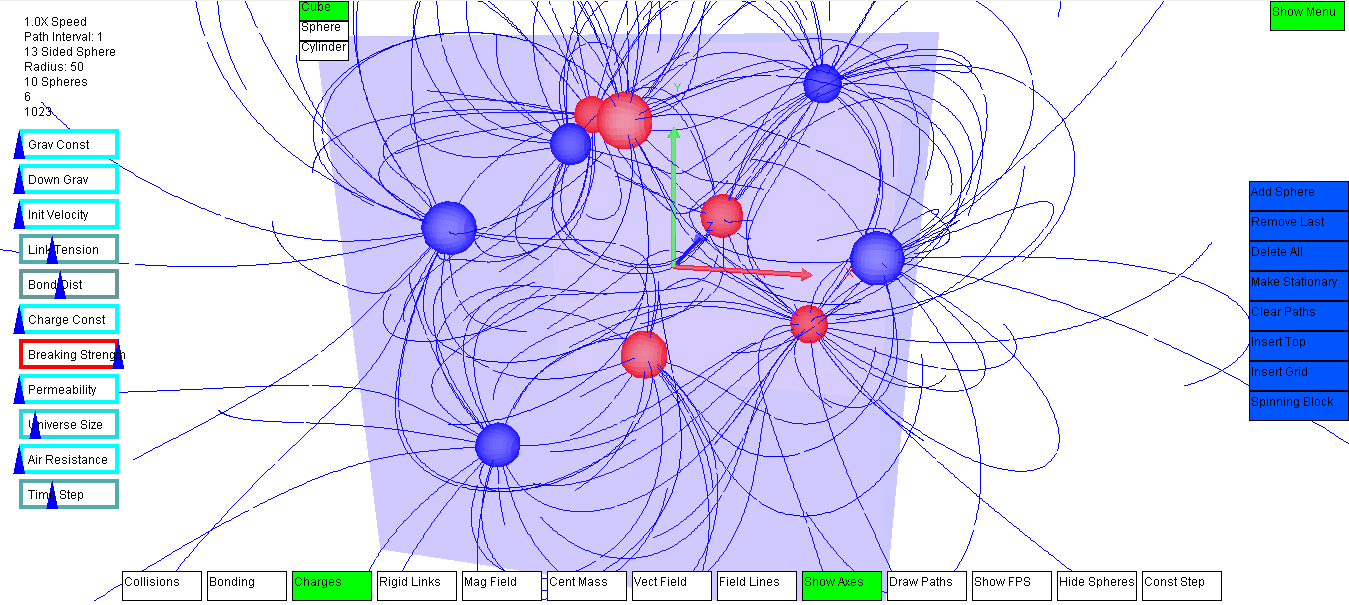 1.0X Speed
Path Interval: 1
13 Sided Sphere
Radius: 50
10 Spheres
6
1023
Cube
Sphere
Cylinder
Show Menu
Grav Const
Down Grav
Init Velocity
Link Tension
Bond Dist
Charge Const
Breaking Strength
Permeability
Universe Size
Air Resistance
Time Step
Y
Z
X
Add Sphere
Remove Last
Delete All
Make Stationary
Clear Paths
Insert Top
Insert Grid
Spinning Block
Collisions
Bonding
Charges
Rigid Links
Mag Field
Cent Mass
Vect Field
Field Lines
Show Axes
Draw Paths
Show FPS
Hide Spheres
Const Step